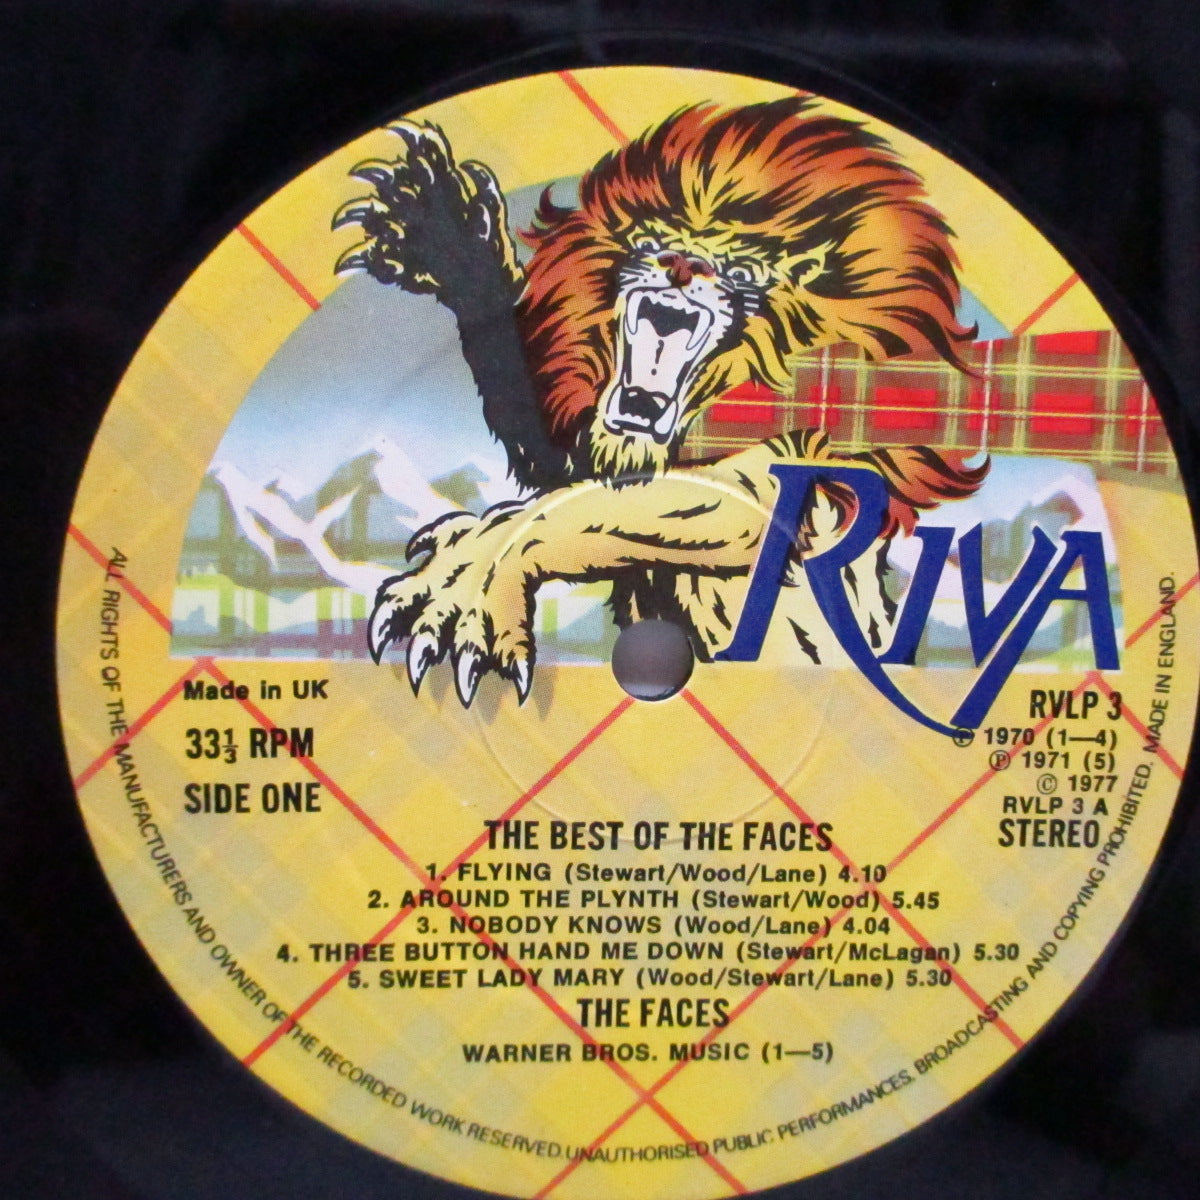 RIVA
Made in UK
33⅓ RPM
SIDE ONE
RVLP 3
℗ 1970 (1—4)
℗ 1971 (5)
© 1977
RVLP 3 A
STEREO
THE BEST OF THE FACES
1. FLYING (Stewart/Wood/Lane) 4.10
2. AROUND THE PLYNTH (Stewart/Wood) 5.45
3. NOBODY KNOWS (Wood/Lane) 4.04
4. THREE BUTTON HAND ME DOWN (Stewart/McLagan) 5.30
5. SWEET LADY MARY (Wood/Stewart/Lane) 5.30
THE FACES
WARNER BROS. MUSIC (1—5)
ALL RIGHTS OF THE MANUFACTURERS AND OWNER OF THE RECORDED WORK RESERVED. UNAUTHORISED PUBLIC PERFORMANCES, BROADCASTING AND COPYING PROHIBITED. MADE IN ENGLAND.